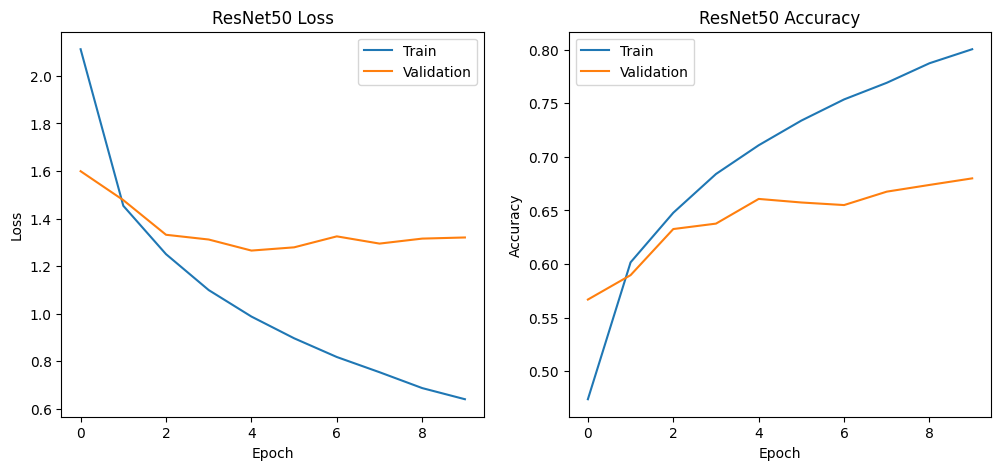 ResNet50 Loss
Train
Validation
Loss
2.0
1.8
1.6
1.4
1.2
1.0
0.8
0.6
0
2
4
6
8
Epoch
ResNet50 Accuracy
Train
Validation
Accuracy
0.80
0.75
0.70
0.65
0.60
0.55
0.50
0
2
4
6
8
Epoch